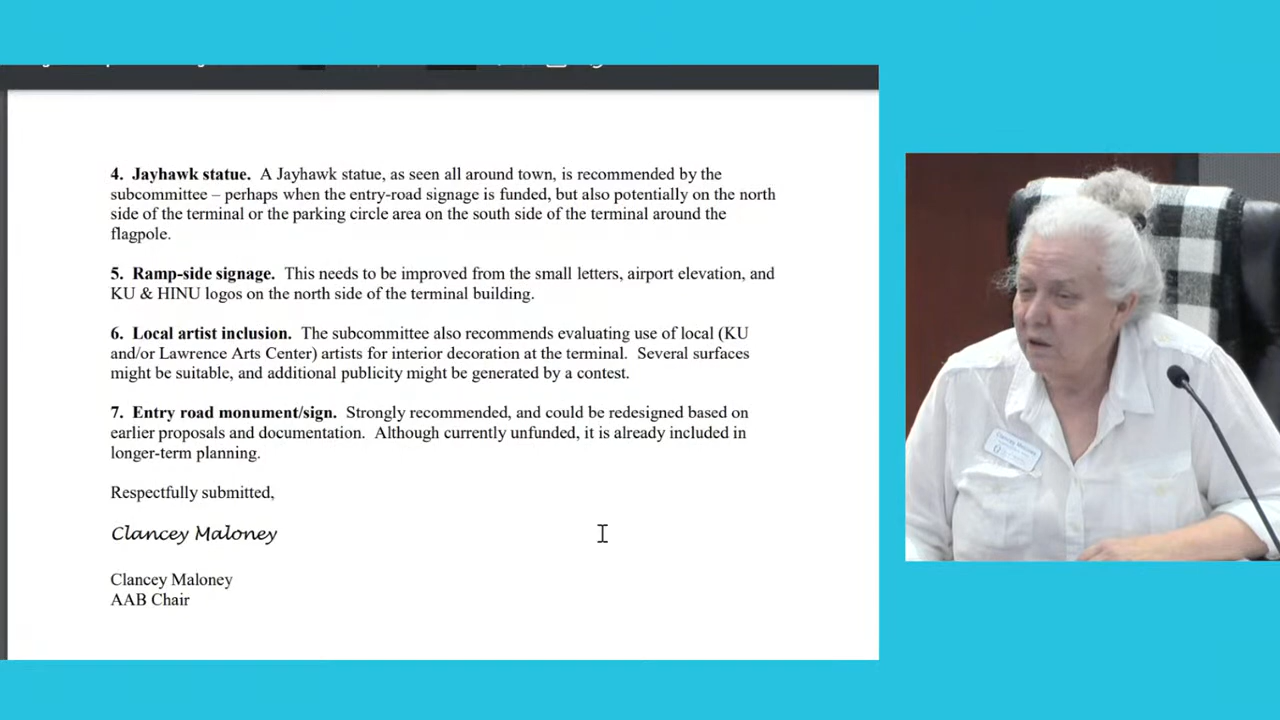 4. Jayhawk statue. A Jayhawk statue, as seen all around town, is recommended by the
subcommittee – perhaps when the entry-road signage is funded, but also potentially on the north
side of the terminal or the parking circle area on the south side of the terminal around the
flagpole.
5. Ramp-side signage. This needs to be improved from the small letters, airport elevation, and
KU & HINU logos on the north side of the terminal building.
6. Local artist inclusion. The subcommittee also recommends evaluating use of local (KU
and/or Lawrence Arts Center) artists for interior decoration at the terminal. Several surfaces
might be suitable, and additional publicity might be generated by a contest.
7. Entry road monument/sign. Strongly recommended, and could be redesigned based on
earlier proposals and documentation. Although currently unfunded, it is already included in
longer-term planning.
Respectfully submitted,
Clancey Maloney
Clancey Maloney
AAB Chair
Clancey Maloney